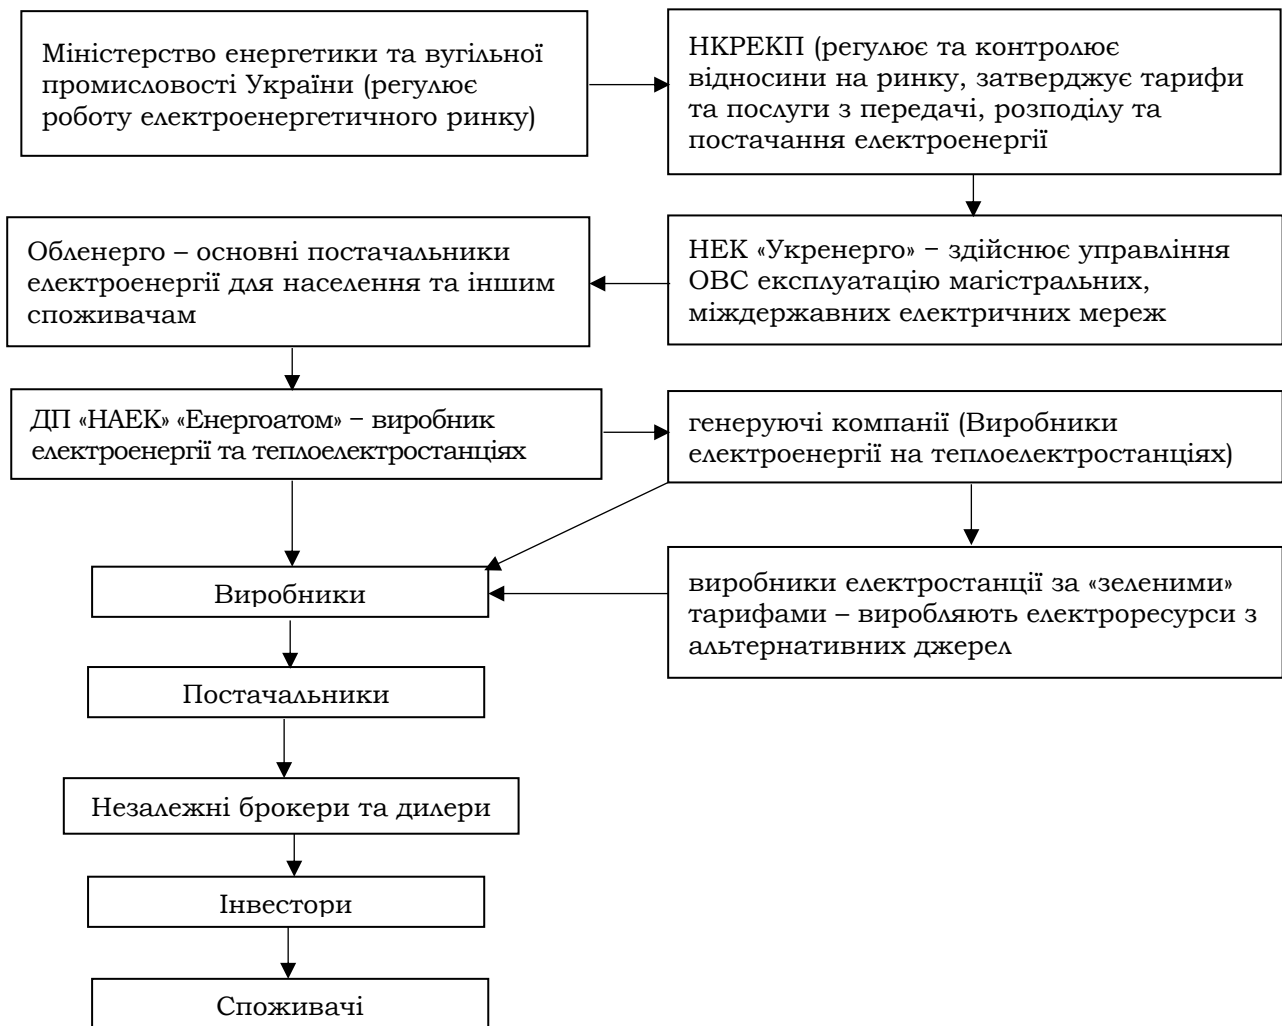 Міністерство енергетики та вугільної
промисловості України (регулює
роботу електроенергетичного ринку)
НКРЕКП (регулює та контролює
відносини на ринку, затверджує тарифи
та послуги з передачі, розподілу та
постачання електроенергії
Обленерго – основні постачальники
електроенергії для населення та іншим
споживачам
НЕК «Укренерго» – здійснює управління
ОВС експлуатацію магістральних,
міждержавних електричних мереж
ДП «НАЕК» «Енергоатом» – виробник
електроенергії та теплоелектростанціях
генеруючі компанії (Виробники
електроенергії на теплоелектростанціях)
Виробники
виробники електростанції за «зеленими»
тарифами – виробляють електроресурси з
альтернативних джерел
Постачальники
Незалежні брокери та дилери
Інвестори
Споживачі